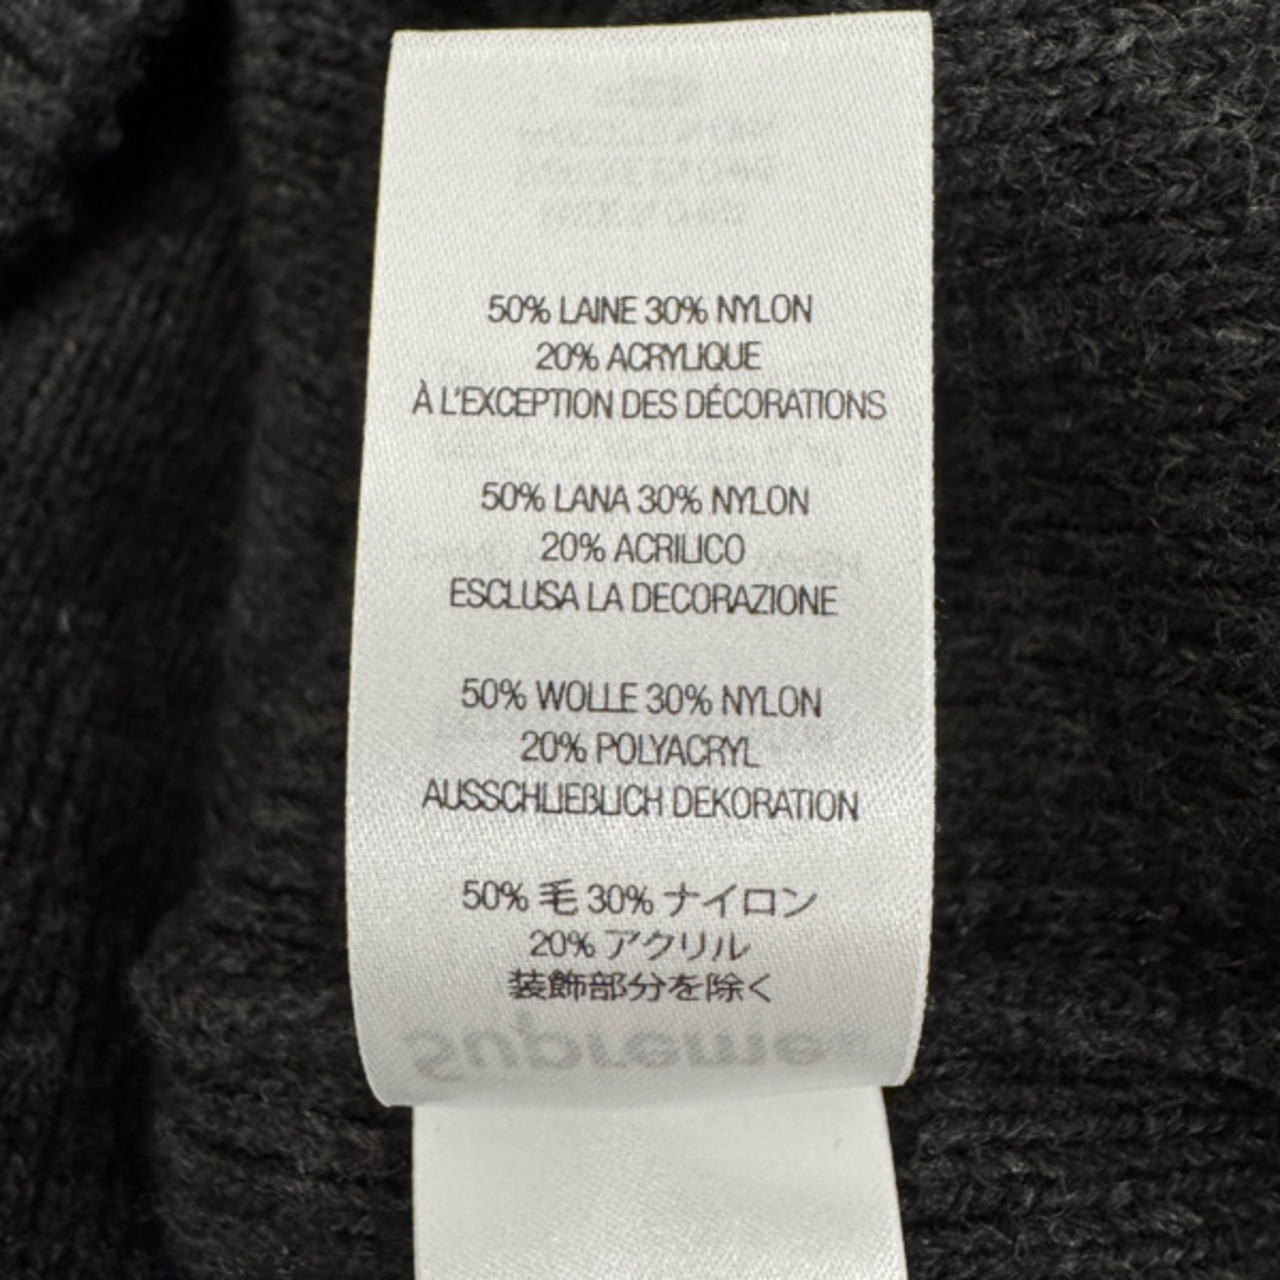 50% LAINE 30% NYLON
20% ACRYLIQUE
À L'EXCEPTION DES DÉCORATIONS
50% LANA 30% NYLON
20% ACRILICO
ESCLUSA LA DECORAZIONE
50% WOLLE 30% NYLON
20% POLYACRYL
AUSSCHLIEßLICH DEKORATION
50% 毛 30% ナイロン
20% アクリル
装飾部分を除く
Supreme